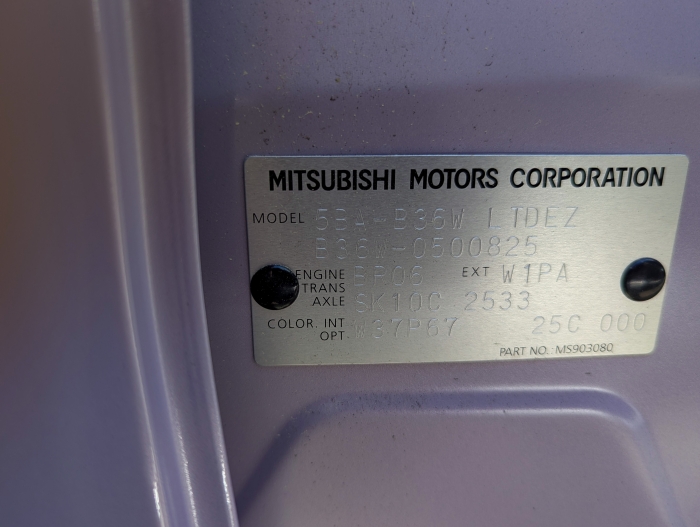 MITSUBISHI MOTORS CORPORATION
MODEL 5BA-B36W LTDEZ
B36W-0500825
ENGINE BR06 EXT W1PA
TRANS
AXLE SK10C 2533
COLOR. INT W37P67 25C 000
OPT.
PART NO. MS903080